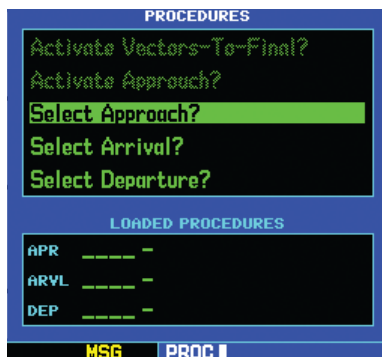 PROCEDURES
Activate Vectors-To-Final?
Activate Approach?
Select Approach?
Select Arrival?
Select Departure?
LOADED PROCEDURES
APR ____ -
ARVL ____ -
DEP ____ -
MSG PROC